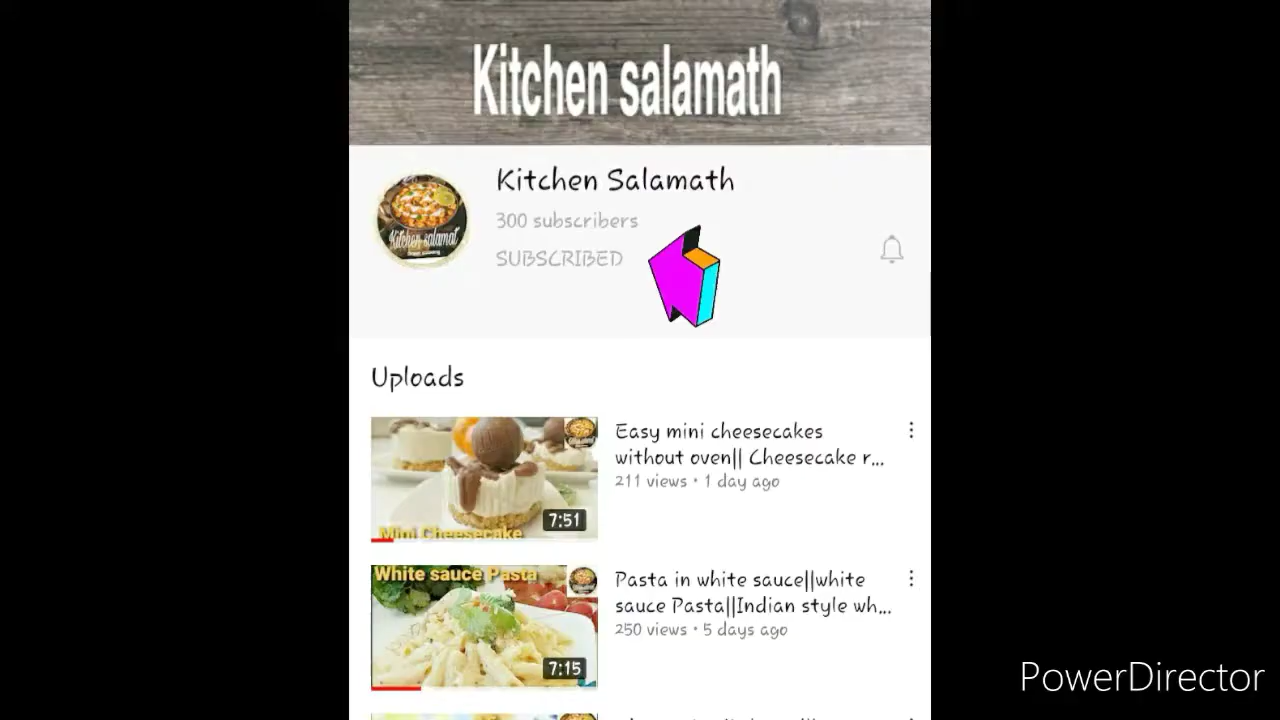 Kitchen salamath
Kitchen Salamath
300 subscribers
SUBSCRIBED
Uploads
Easy mini cheesecakes
without oven|| Cheesecake r...
211 views • 1 day ago
7:51
Mini Cheesecake
White sauce Pasta
Pasta in white sauce||white
sauce Pasta||Indian style wh...
250 views • 5 days ago
7:15
PowerDirector